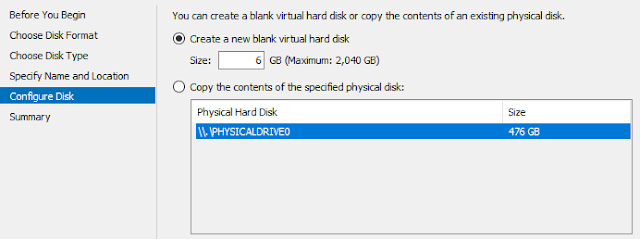 Before You Begin
Choose Disk Format
Choose Disk Type
Specify Name and Location
Configure Disk
Summary
You can create a blank virtual hard disk or copy the contents of an existing physical disk.
Create a new blank virtual hard disk
Size: 6 GB (Maximum: 2,040 GB)
Copy the contents of the specified physical disk:
Physical Hard Disk Size
\\.\PHYSICALDRIVE0 476 GB